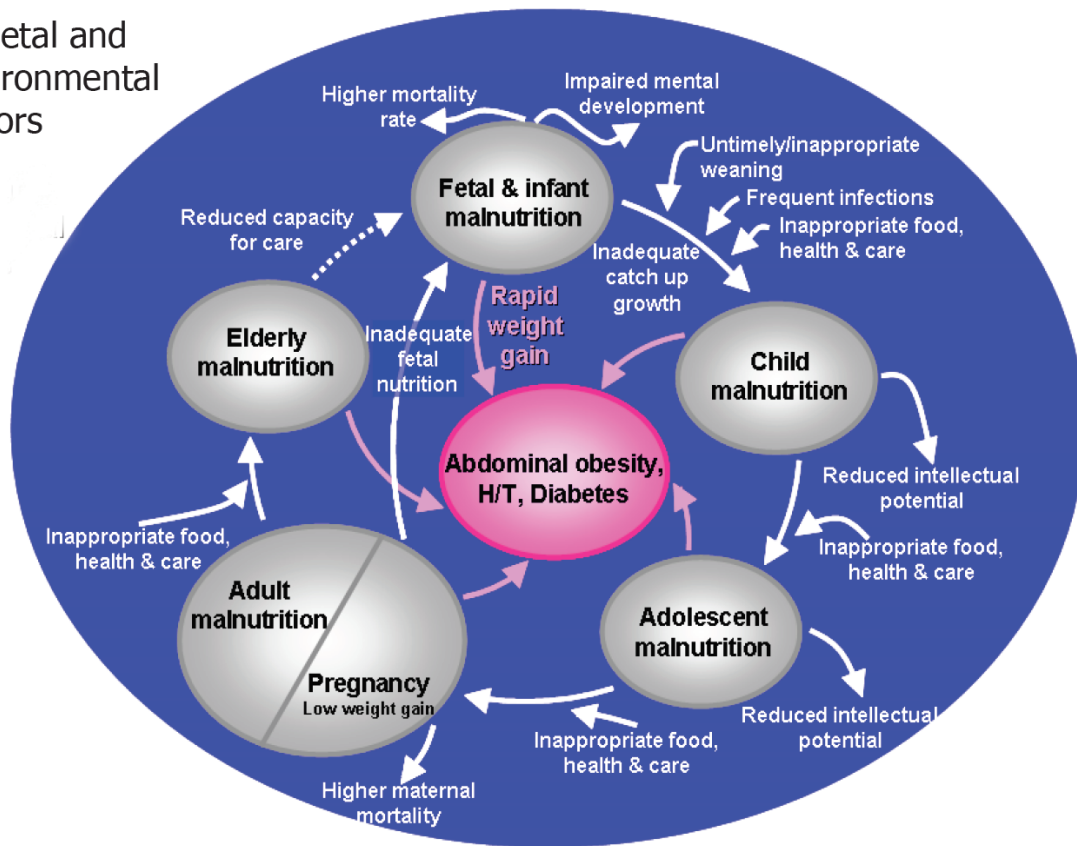 etal and
ironmental
ors
Higher mortality
rate
Impaired mental
development
Untimely/inappropriate
weaning
Frequent infections
Inappropriate food,
health & care
Fetal & infant
malnutrition
Reduced capacity
for care
Inadequate
catch up
growth
Rapid
weight
gain
Elderly
malnutrition
Inadequate
fetal
nutrition
Child
malnutrition
Abdominal obesity,
H/T, Diabetes
Reduced intellectual
potential
Inappropriate food,
health & care
Inappropriate food,
health & care
Adult
malnutrition
Pregnancy
Low weight gain
Adolescent
malnutrition
Reduced intellectual
potential
Inappropriate food,
health & care
Higher maternal
mortality